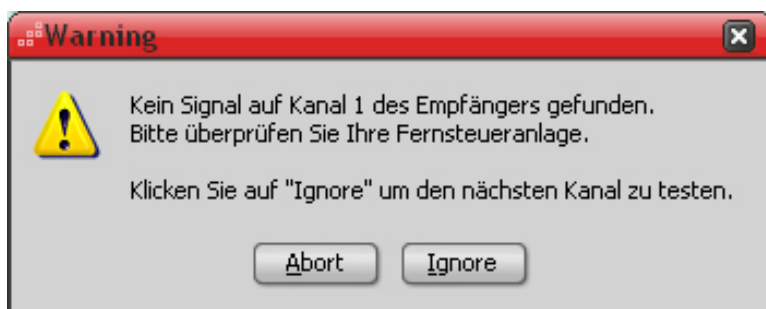 Warning
Kein Signal auf Kanal 1 des Empfängers gefunden.
Bitte überprüfen Sie Ihre Fernsteueranlage.
Klicken Sie auf "Ignore" um den nächsten Kanal zu testen.
Abort Ignore